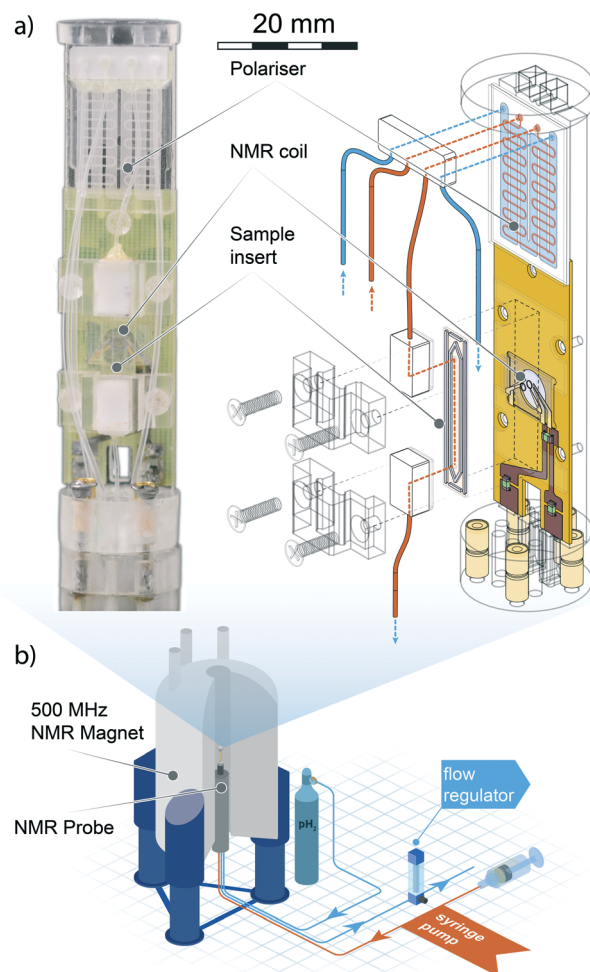 a)
20 mm
Polariser
NMR coil
Sample
insert
b)
500 MHz
NMR Magnet
NMR Probe
pH2
flow
regulator
syringe
pump